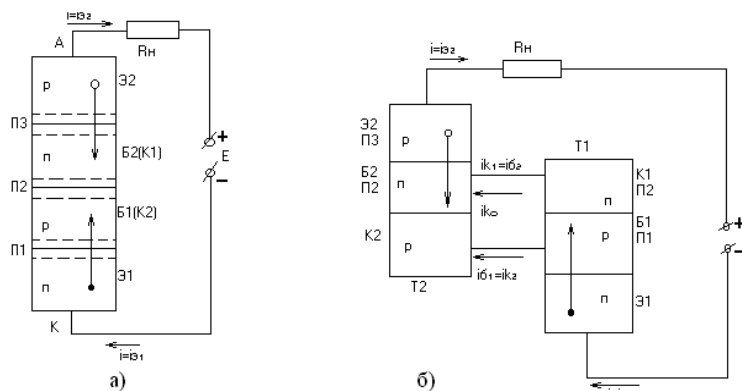 i=iэ₂
A
Rн
p
Э2
П3
п
Б2(К1)
+
E
−
П2
p
Б1(К2)
П1
п
Э1
К
i=iэ₁
а)
i=iэ₂
Rн
Э2
П3
p
Т1
Б2
П2
п
iк₁=iб₂
К1
П2
п
iк₀
Б1
П1
p
+
−
К2
p
iб₁=iк₂
п
Э1
Т2
б)